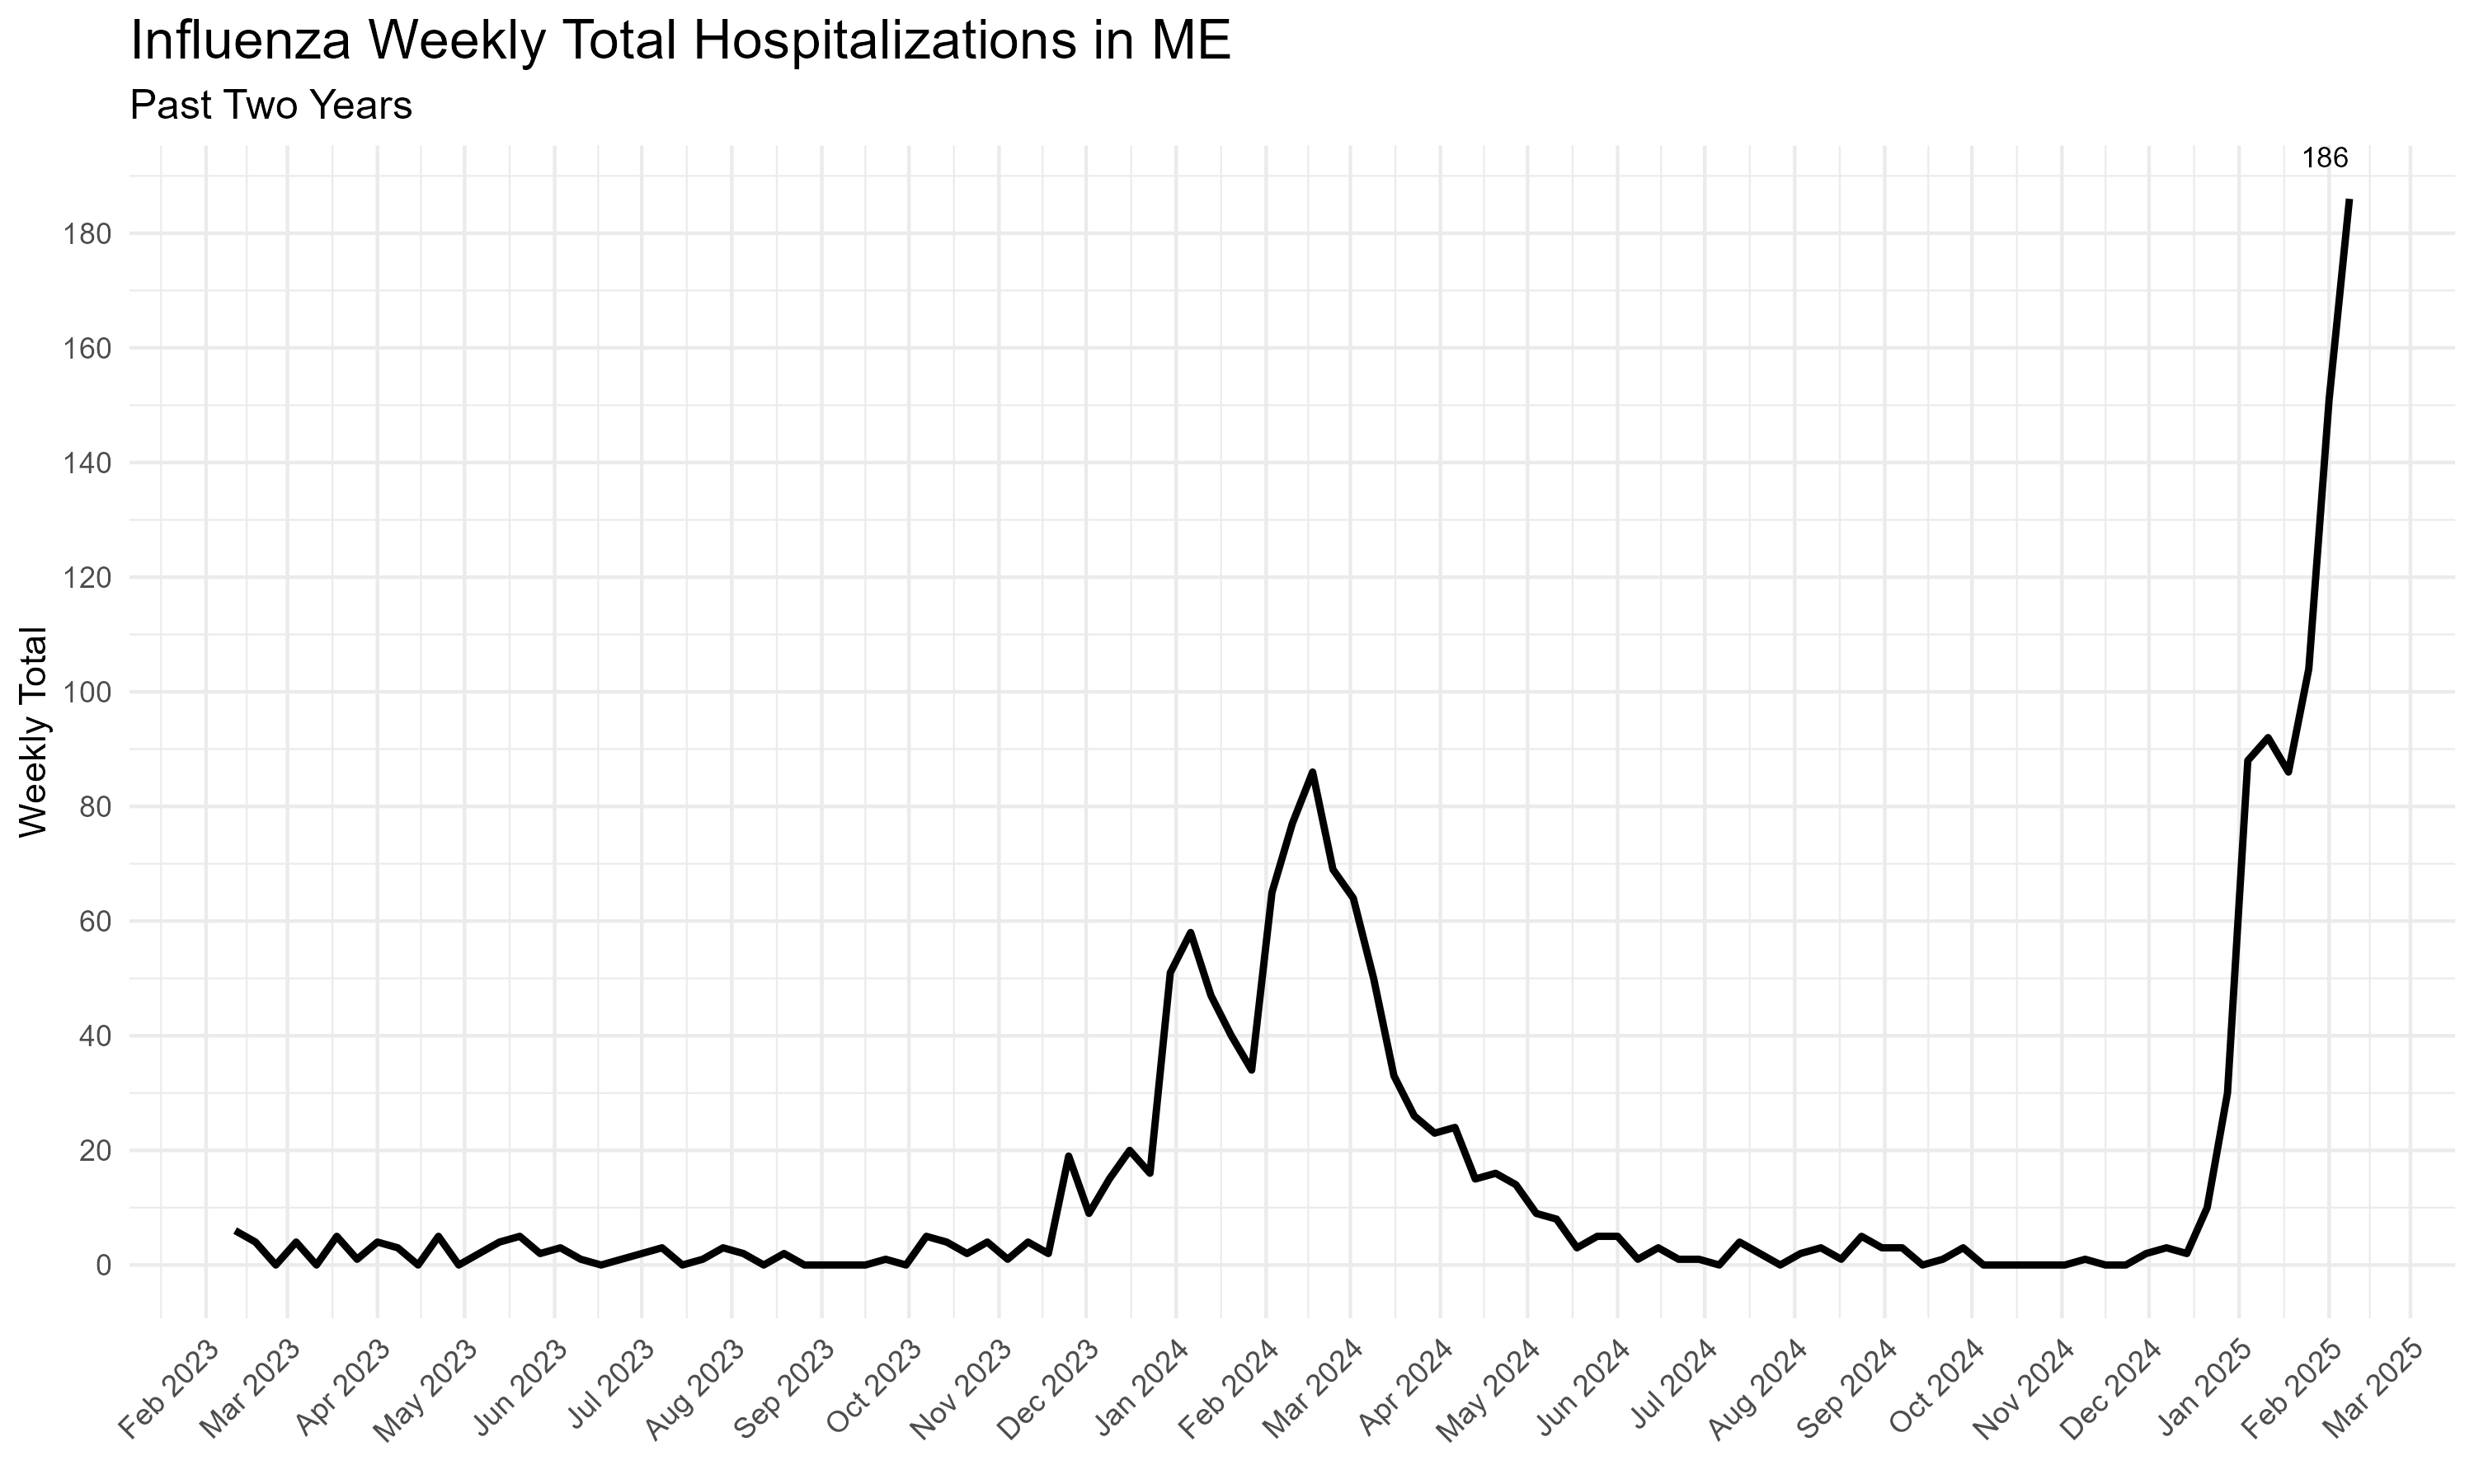 Influenza Weekly Total Hospitalizations in ME
Past Two Years
186
Weekly Total
180
160
140
120
100
80
60
40
20
0
Feb 2023
Mar 2023
Apr 2023
May 2023
Jun 2023
Jul 2023
Aug 2023
Sep 2023
Oct 2023
Nov 2023
Dec 2023
Jan 2024
Feb 2024
Mar 2024
Apr 2024
May 2024
Jun 2024
Jul 2024
Aug 2024
Sep 2024
Oct 2024
Nov 2024
Dec 2024
Jan 2025
Feb 2025
Mar 2025